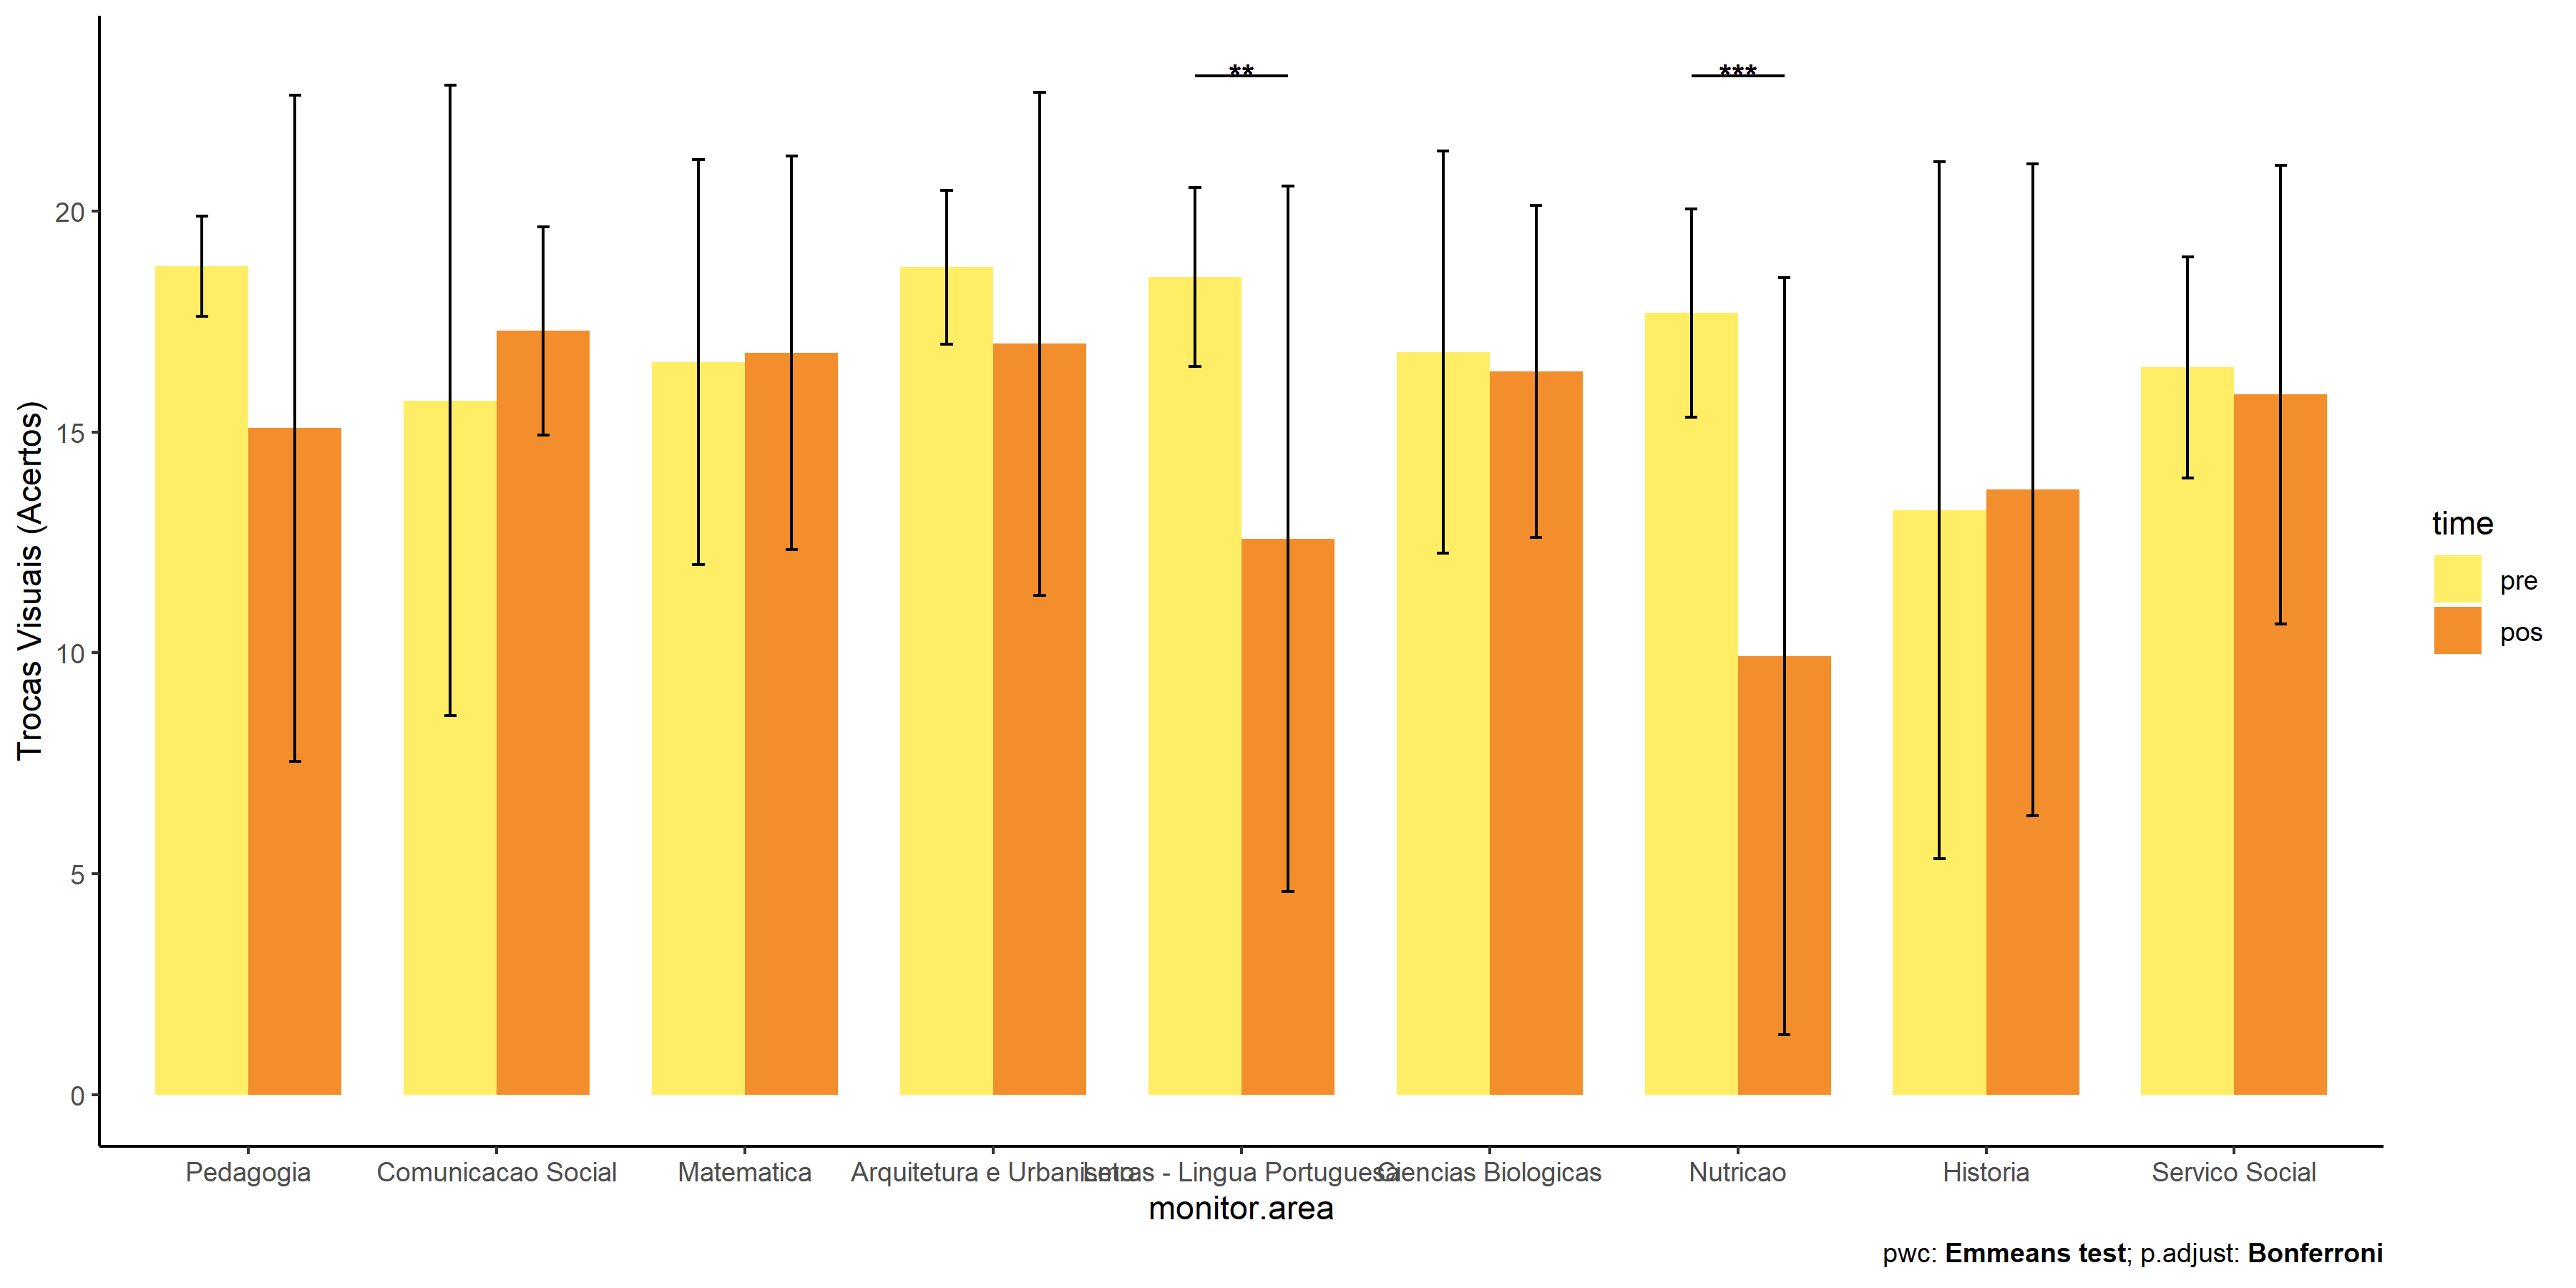 Trocas Visuais (Acertos)
20
15
10
5
0
** ***
Pedagogia Comunicacao Social Matematica Arquitetura e Urbanismo Letras - Lingua Portuguesa Ciencias Biologicas Nutricao Historia Servico Social
monitor.area
time
pre
pos
pwc: Emmeans test; p.adjust: Bonferroni